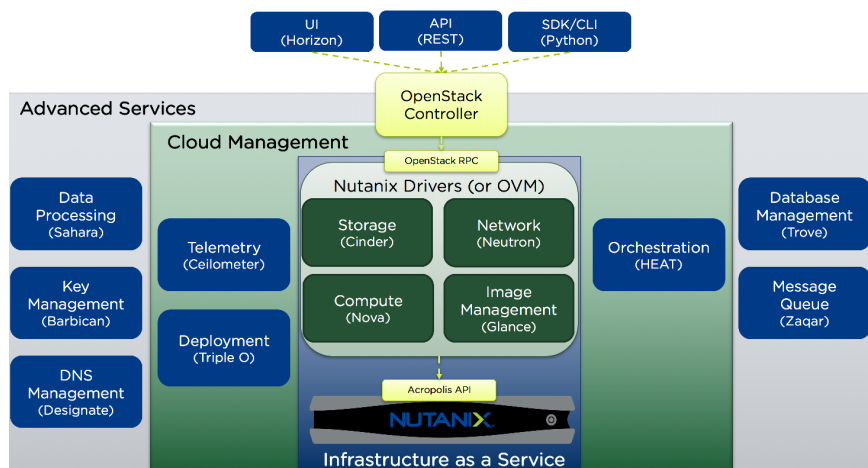 UI
(Horizon)
API
(REST)
SDK/CLI
(Python)
OpenStack
Controller
Advanced Services
Cloud Management
OpenStack RPC
Nutanix Drivers (or OVM)
Data
Processing
(Sahara)
Key
Management
(Barbican)
DNS
Management
(Designate)
Telemetry
(Ceilometer)
Deployment
(Triple O)
Storage
(Cinder)
Network
(Neutron)
Compute
(Nova)
Image
Management
(Glance)
Orchestration
(HEAT)
Database
Management
(Trove)
Message
Queue
(Zaqar)
Acropolis API
NUTANIX
Infrastructure as a Service